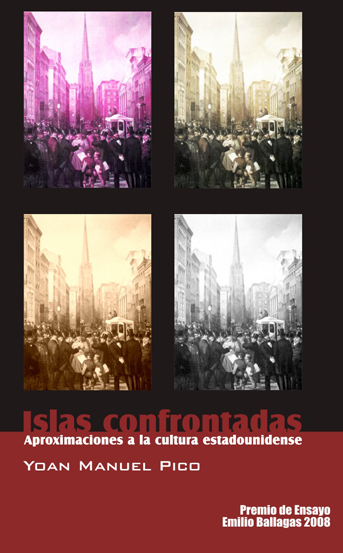 Islas confrontadas
Aproximaciones a la cultura estadounidense
YOAN MANUEL PICO
Premio de Ensayo
Emilio Ballagas 2008